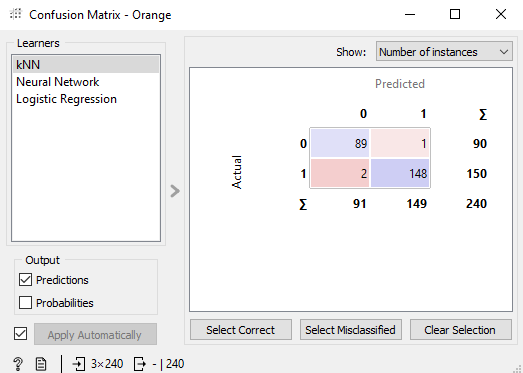 Confusion Matrix - Orange
Learners
kNN
Neural Network
Logistic Regression
Output
Predictions
Probabilities
Apply Automatically
Show: Number of instances
Predicted
0 1 Σ
Actual
0 89 1 90
1 2 148 150
Σ 91 149 240
Select Correct Select Misclassified Clear Selection
? 3×240 - | 240